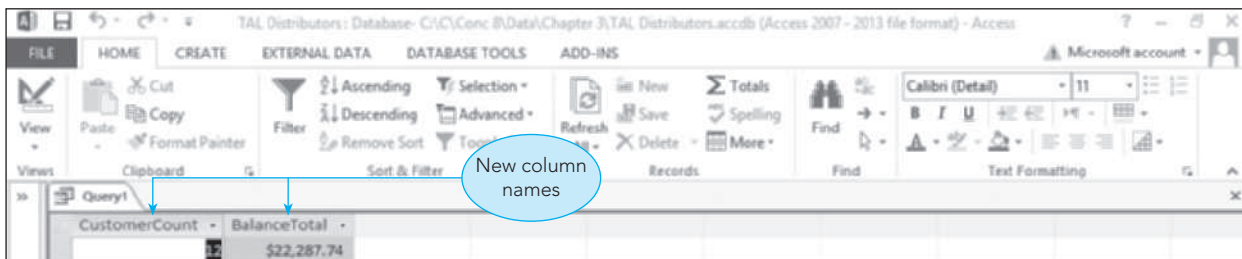 TAL Distributors : Database- C:\C\Conc 8\Data\Chapter 3\TAL Distributors.accdb (Access 2007 - 2013 file format) - Access
FILE HOME CREATE EXTERNAL DATA DATABASE TOOLS ADD-INS Microsoft account
Cut Ascending Selection New Totals Calibri (Detail) 11
Copy Descending Advanced Save Spelling
View Paste Format Painter Filter Remove Sort Refresh Delete More Find B I U
Views Clipboard Sort & Filter Records Find Text Formatting
New column
names
Query1
CustomerCount BalanceTotal
12 $22,287.74